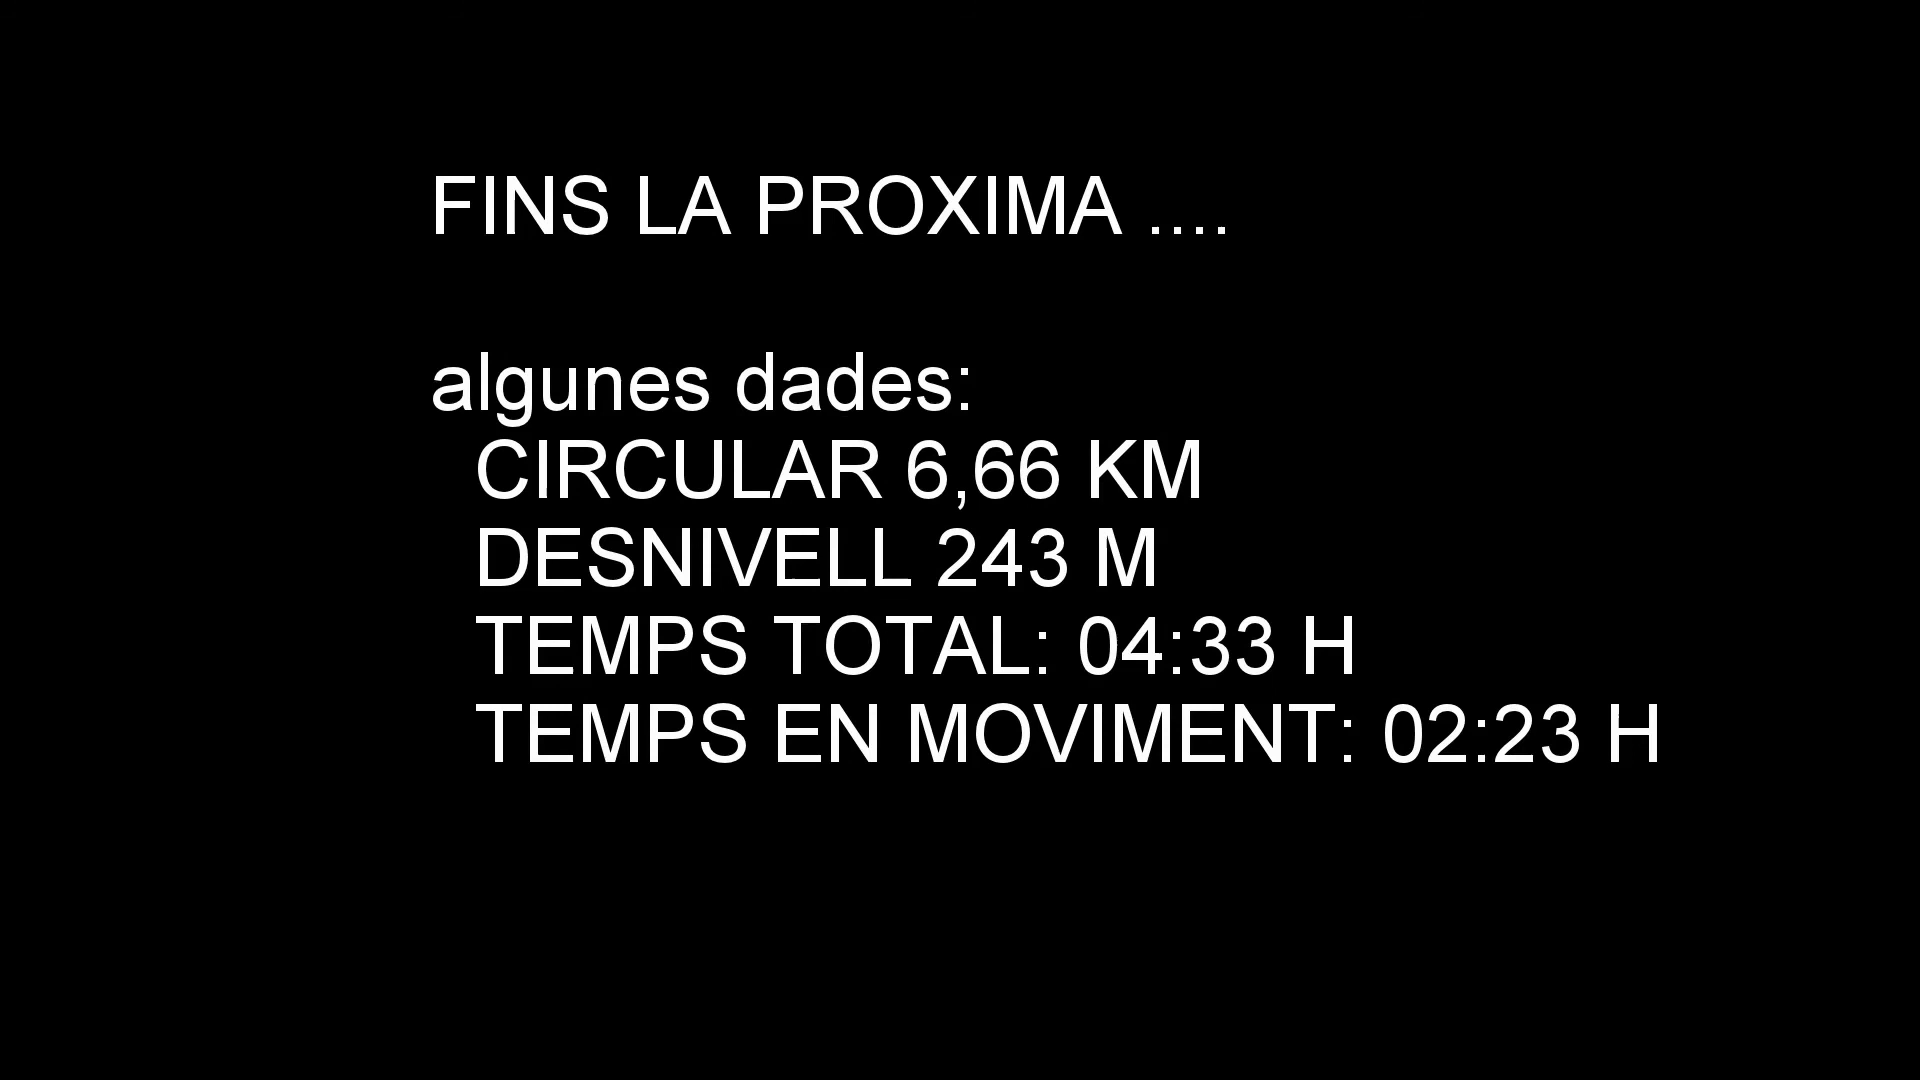 FINS LA PROXIMA ....
algunes dades:
CIRCULAR 6,66 KM
DESNIVELL 243 M
TEMPS TOTAL: 04:33 H
TEMPS EN MOVIMENT: 02:23 H